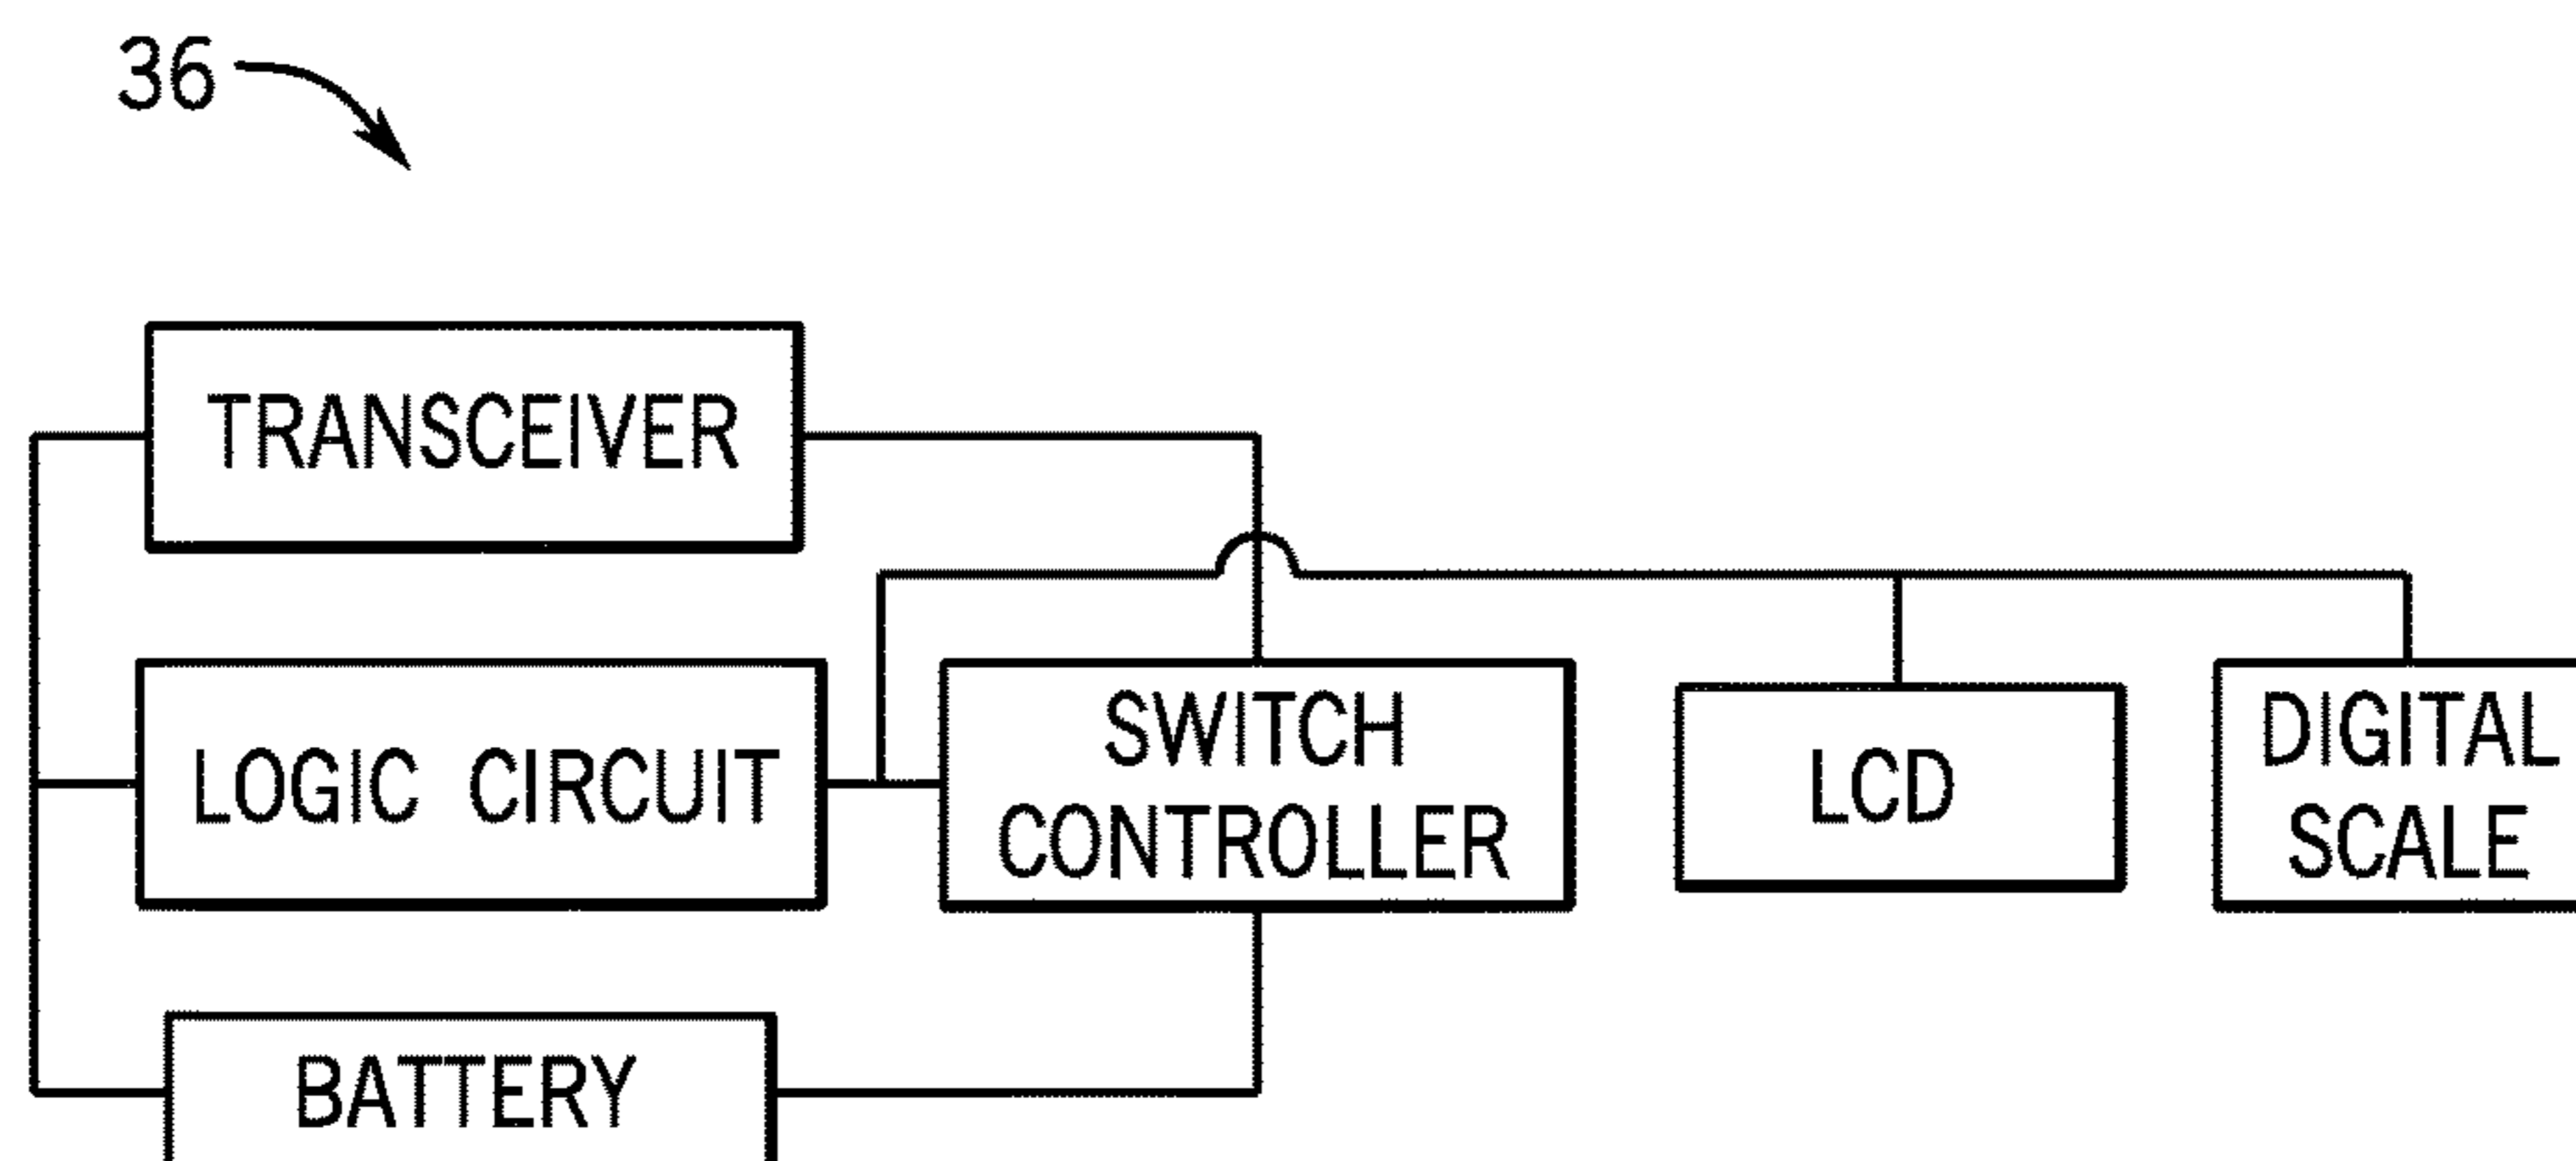 36
TRANSCEIVER
LOGIC CIRCUIT
SWITCH
CONTROLLER
LCD
DIGITAL
SCALE
BATTERY